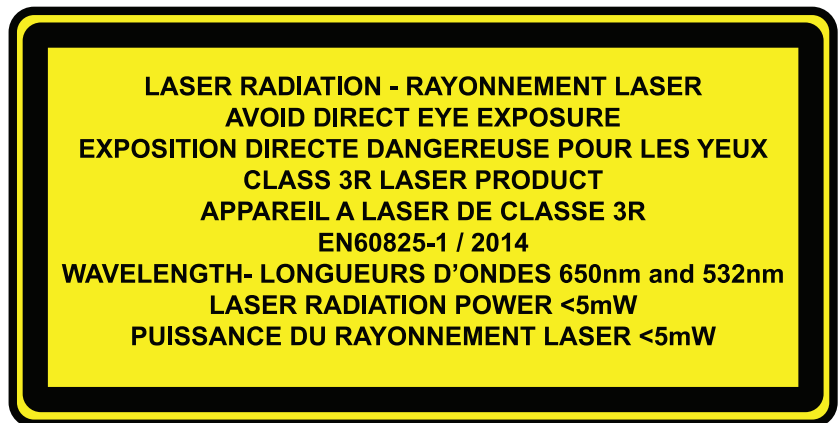 LASER RADIATION - RAYONNEMENT LASER
AVOID DIRECT EYE EXPOSURE
EXPOSITION DIRECTE DANGEREUSE POUR LES YEUX
CLASS 3R LASER PRODUCT
APPAREIL A LASER DE CLASSE 3R
EN60825-1 / 2014
WAVELENGTH- LONGUEURS D’ONDES 650nm and 532nm
LASER RADIATION POWER <5mW
PUISSANCE DU RAYONNEMENT LASER <5mW